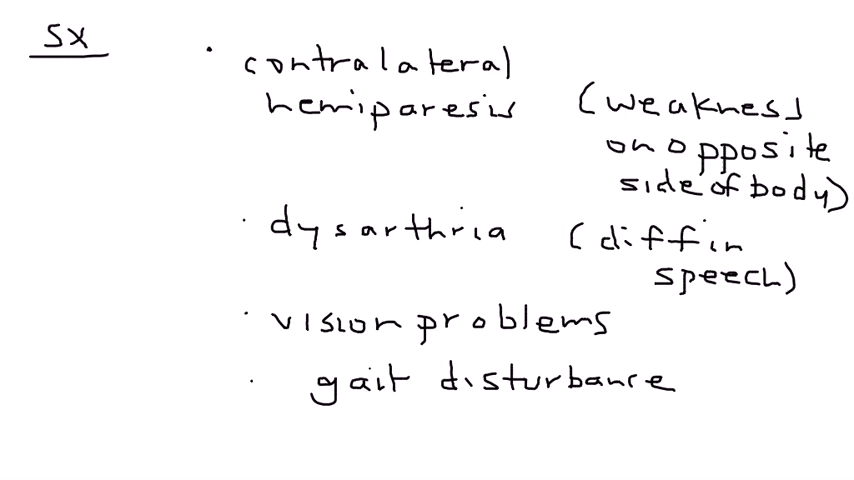 SX
• contralateral
hemiparesis (weakness
on opposite
side of body)
• dysarthria (diff in
speech)
• vision problems
• gait disturbance